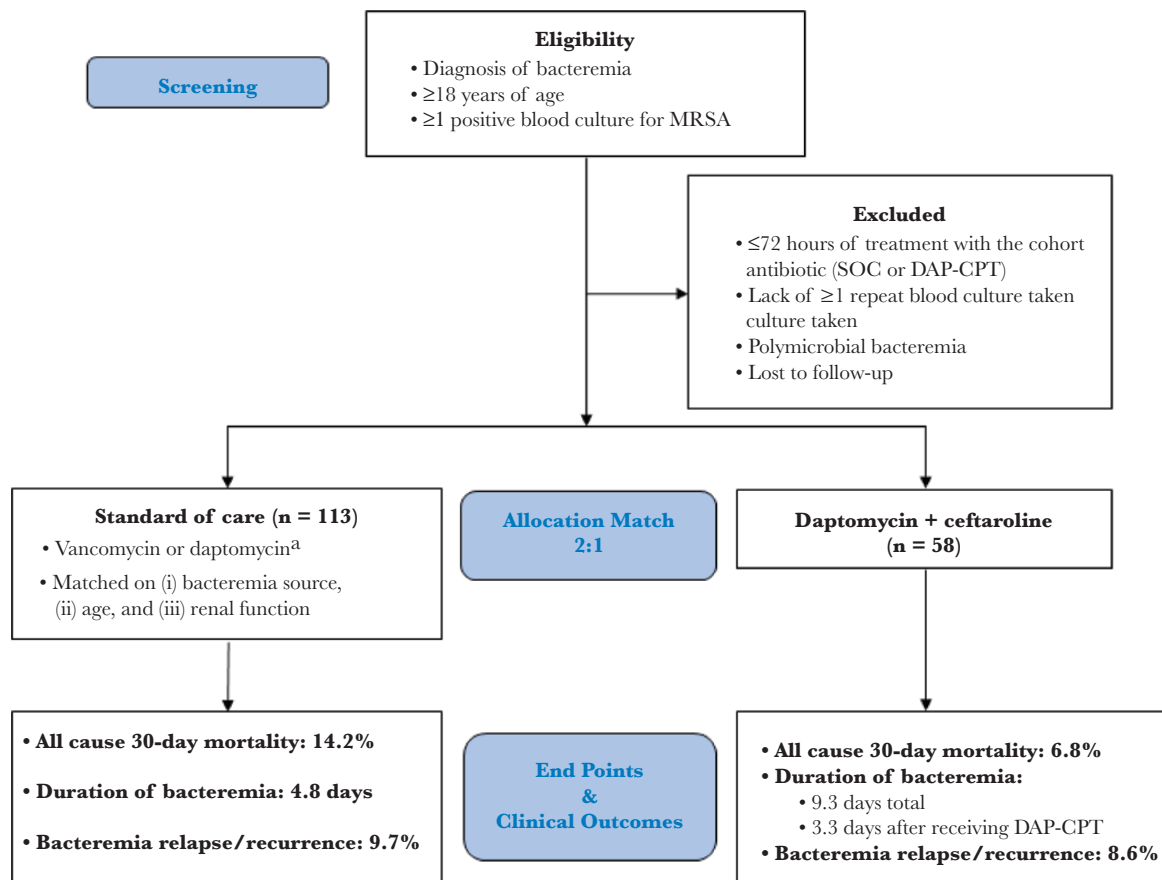 Eligibility
• Diagnosis of bacteremia
• ≥18 years of age
• ≥1 positive blood culture for MRSA
Screening
Excluded
• ≤72 hours of treatment with the cohort
antibiotic (SOC or DAP-CPT)
• Lack of ≥1 repeat blood culture taken
culture taken
• Polymicrobial bacteremia
• Lost to follow-up
Standard of care (n = 113)
• Vancomycin or daptomycinᵃ
• Matched on (i) bacteremia source,
(ii) age, and (iii) renal function
Allocation Match
2:1
Daptomycin + ceftaroline
(n = 58)
• All cause 30-day mortality: 14.2%
• Duration of bacteremia: 4.8 days
• Bacteremia relapse/recurrence: 9.7%
End Points
&
Clinical Outcomes
• All cause 30-day mortality: 6.8%
• Duration of bacteremia:
• 9.3 days total
• 3.3 days after receiving DAP-CPT
• Bacteremia relapse/recurrence: 8.6%